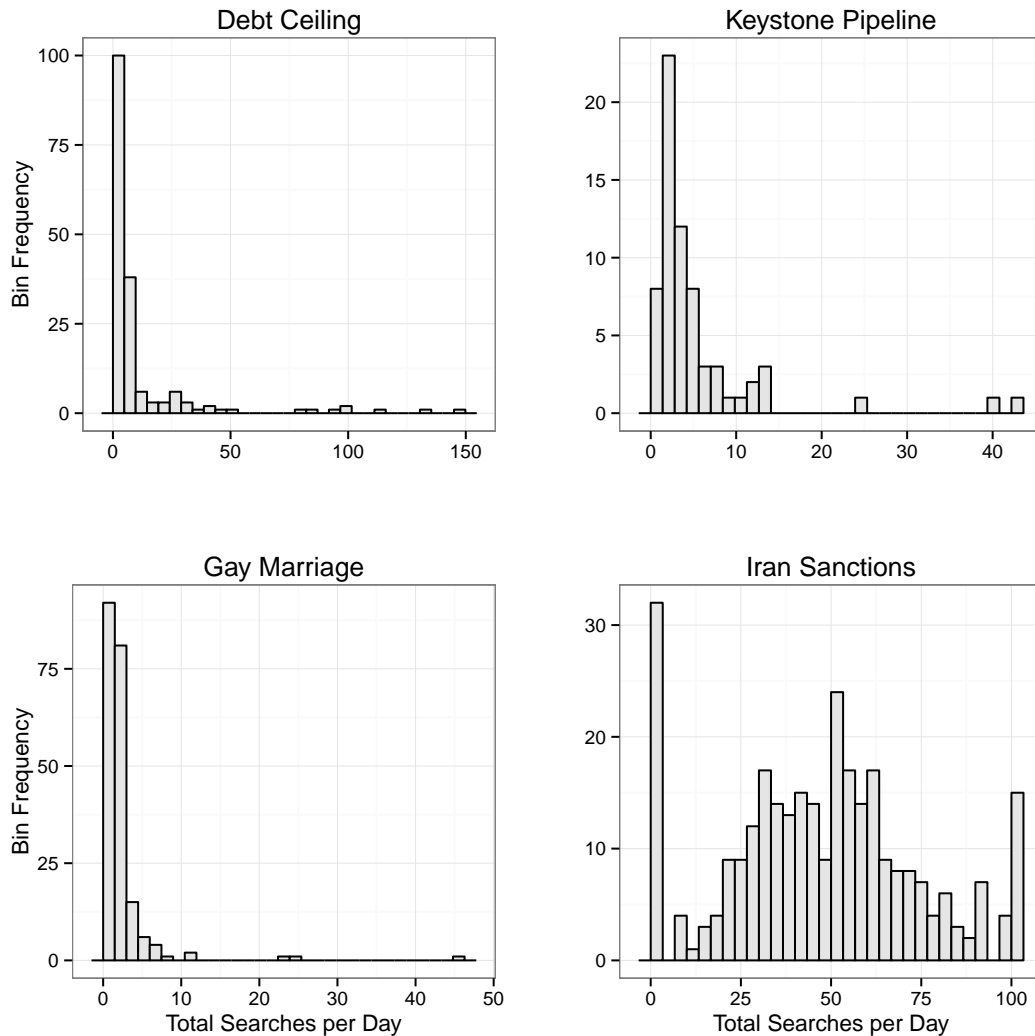 Debt Ceiling
Keystone Pipeline
Bin Frequency
100
75
50
25
0
0 50 100 150
20
15
10
5
0
0 10 20 30 40
Gay Marriage
Iran Sanctions
Bin Frequency
75
50
25
0
0 10 20 30 40 50
Total Searches per Day
30
20
10
0
0 25 50 75 100
Total Searches per Day